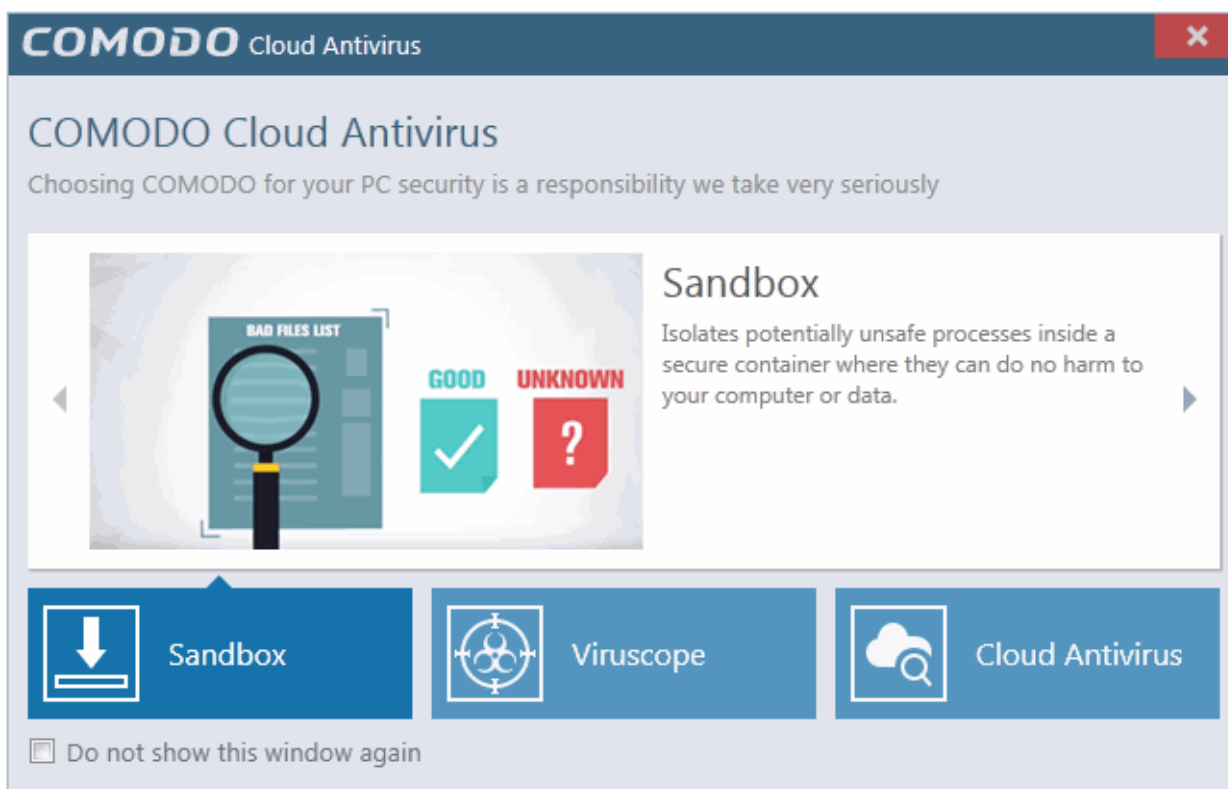 COMODO Cloud Antivirus
COMODO Cloud Antivirus
Choosing COMODO for your PC security is a responsibility we take very seriously
BAD FILES LIST
GOOD
UNKNOWN
?
Sandbox
Isolates potentially unsafe processes inside a
secure container where they can do no harm to
your computer or data.
Sandbox
Viruscope
Cloud Antivirus
Do not show this window again